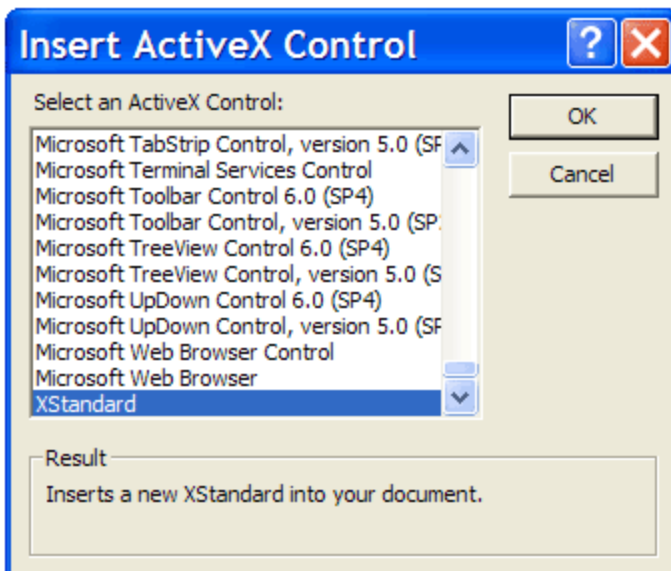 Insert ActiveX Control
Select an ActiveX Control:
OK
Cancel
Microsoft TabStrip Control, version 5.0 (SP
Microsoft Terminal Services Control
Microsoft Toolbar Control 6.0 (SP4)
Microsoft Toolbar Control, version 5.0 (SP
Microsoft TreeView Control 6.0 (SP4)
Microsoft TreeView Control, version 5.0 (S
Microsoft UpDown Control 6.0 (SP4)
Microsoft UpDown Control, version 5.0 (SP
Microsoft Web Browser Control
Microsoft Web Browser
XStandard
Result
Inserts a new XStandard into your document.